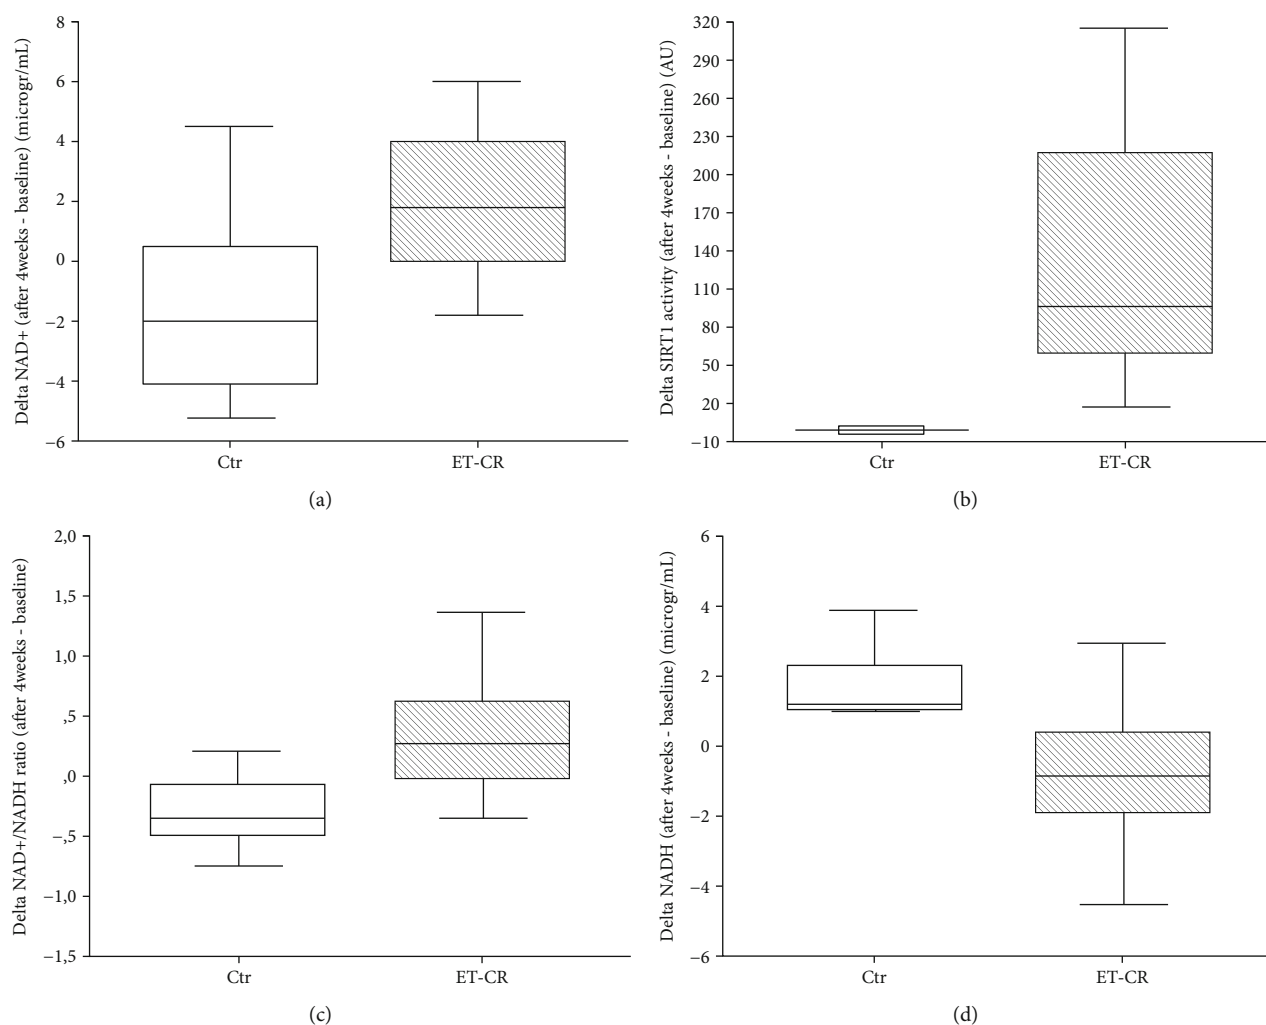 Delta NAD+ (after 4weeks - baseline) (microgr/mL)
8
6
4
2
0
−2
−4
−6
Ctr
ET-CR
(a)
Delta SIRT1 activity (after 4weeks - baseline) (AU)
320
290
260
230
200
170
140
110
80
50
20
−10
Ctr
ET-CR
(b)
Delta NAD+/NADH ratio (after 4weeks - baseline)
2,0
1,5
1,0
,5
,0
−,5
−1,0
−1,5
Ctr
ET-CR
(c)
Delta NADH (after 4weeks - baseline) (microgr/mL)
6
4
2
0
−2
−4
−6
Ctr
ET-CR
(d)